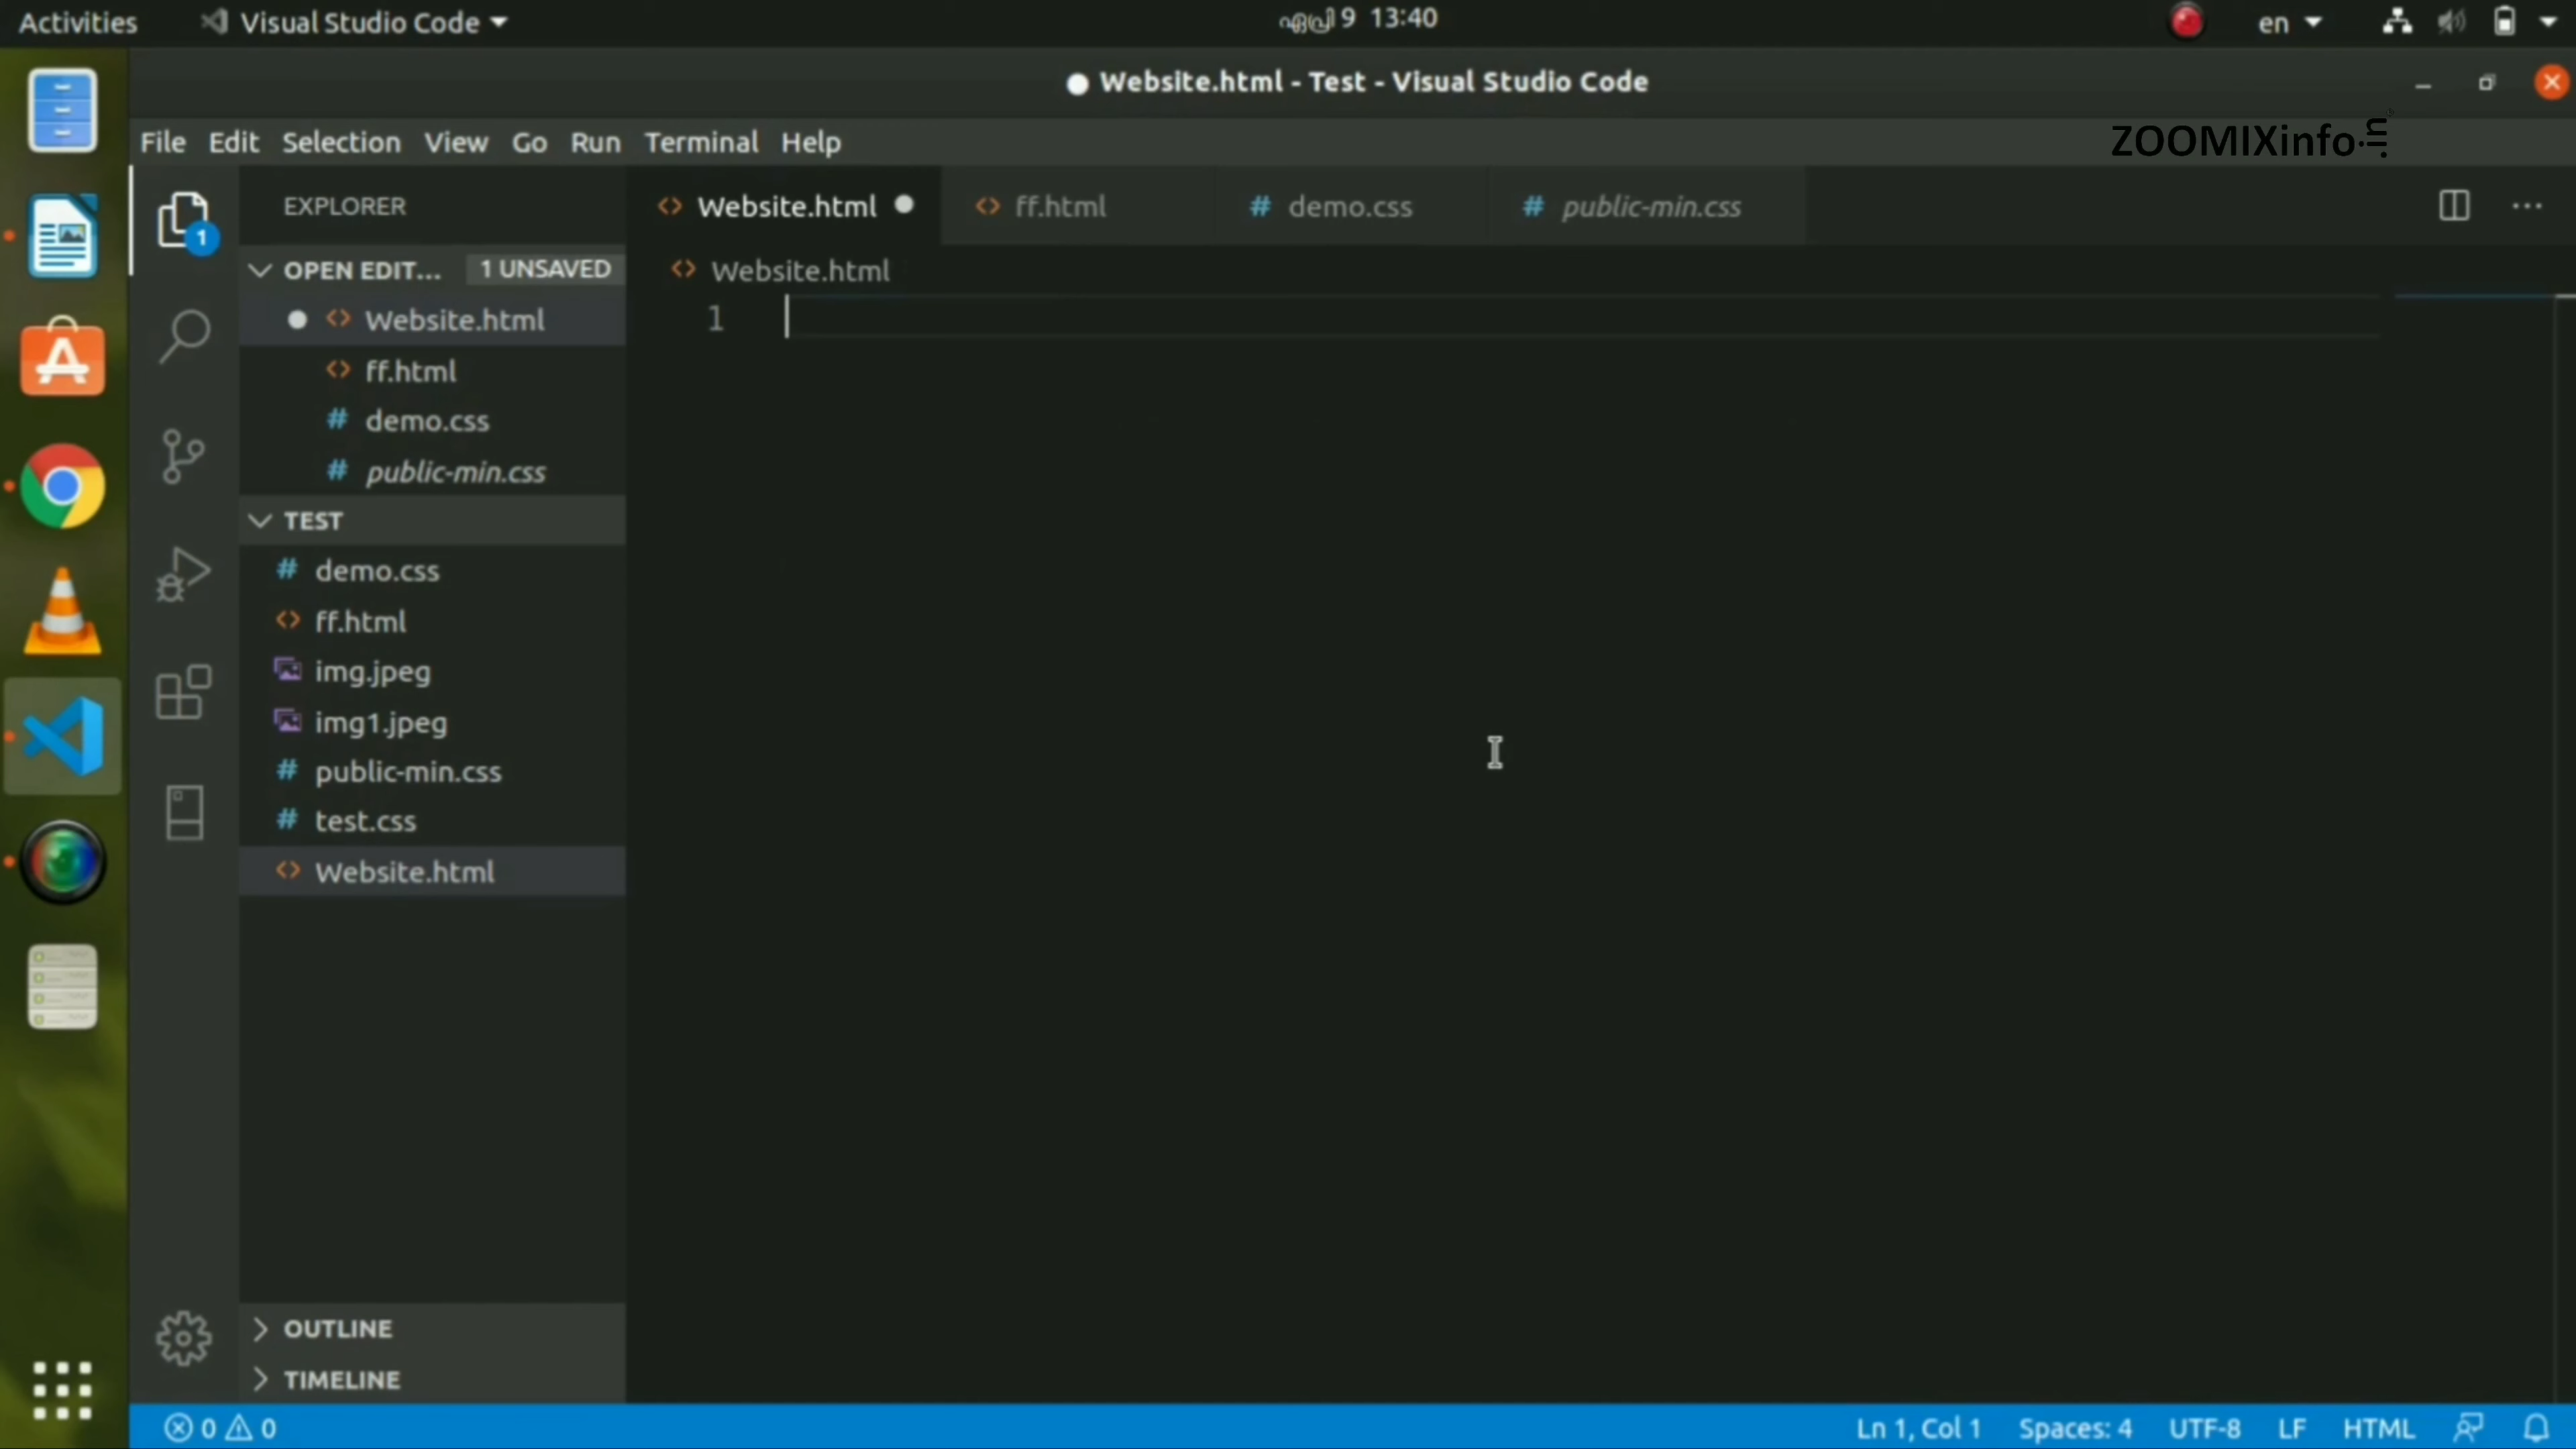 Activities
Visual Studio Code
ഏപ്രി 9 13:40
en
Website.html - Test - Visual Studio Code
File Edit Selection View Go Run Terminal Help
ZOOMIXinfo.in
EXPLORER
1
Website.html
ff.html
demo.css
public-min.css
OPEN EDIT...
1 UNSAVED
Website.html
ff.html
demo.css
public-min.css
TEST
demo.css
ff.html
img.jpeg
img1.jpeg
public-min.css
test.css
Website.html
OUTLINE
TIMELINE
Website.html
1
0 0
Ln 1, Col 1 Spaces: 4 UTF-8 LF HTML